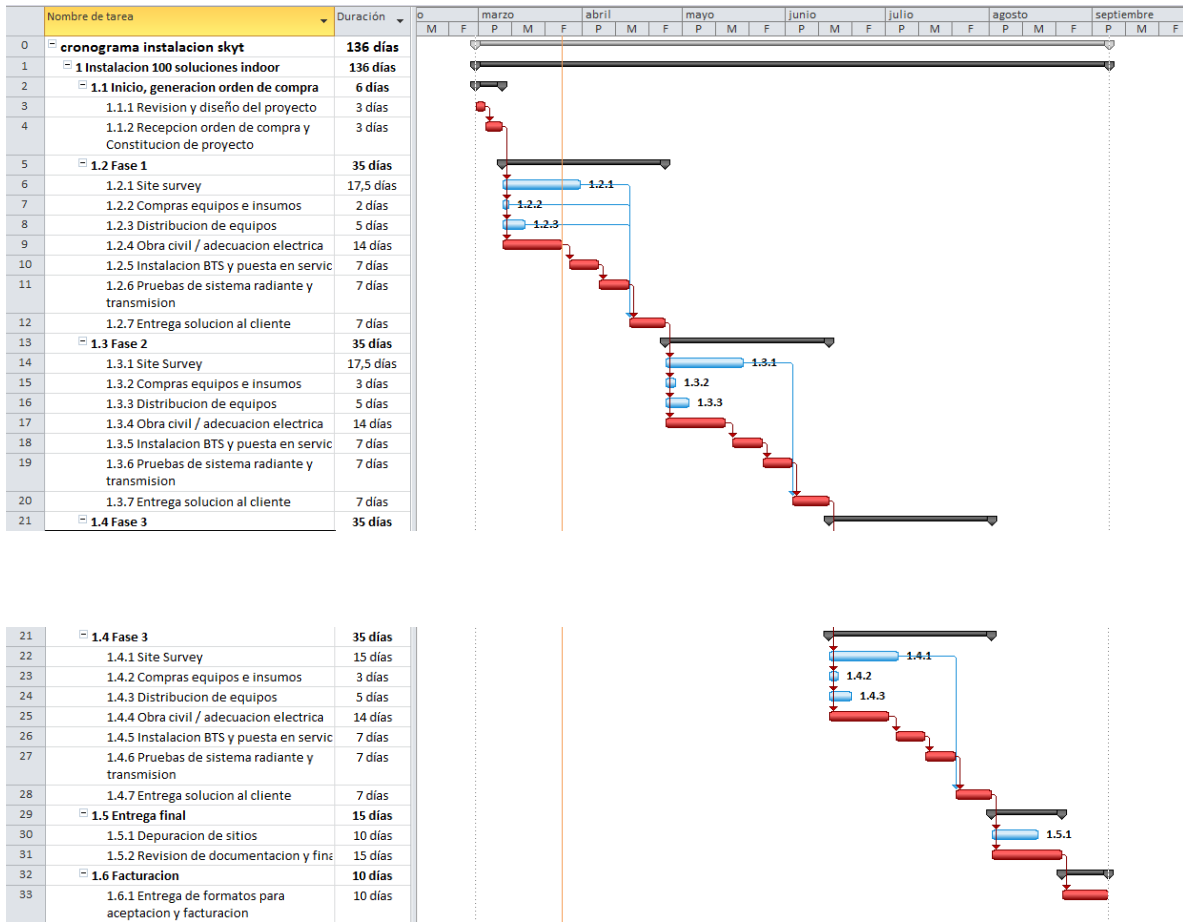 Nombre de tarea Duración o marzo abril mayo junio julio agosto septiembre
M F P M F P M F P M F P M F P M F P M F P M F
0 cronograma instalacion skyt 136 días
1 1 Instalacion 100 soluciones indoor 136 días
2 1.1 Inicio, generacion orden de compra 6 días
3 1.1.1 Revision y diseño del proyecto 3 días
4 1.1.2 Recepcion orden de compra y 3 días
Constitucion de proyecto
5 1.2 Fase 1 35 días
6 1.2.1 Site survey 17,5 días 1.2.1
7 1.2.2 Compras equipos e insumos 2 días 1.2.2
8 1.2.3 Distribucion de equipos 5 días 1.2.3
9 1.2.4 Obra civil / adecuacion electrica 14 días
10 1.2.5 Instalacion BTS y puesta en servic 7 días
11 1.2.6 Pruebas de sistema radiante y 7 días
transmision
12 1.2.7 Entrega solucion al cliente 7 días
13 1.3 Fase 2 35 días
14 1.3.1 Site Survey 17,5 días 1.3.1
15 1.3.2 Compras equipos e insumos 3 días 1.3.2
16 1.3.3 Distribucion de equipos 5 días 1.3.3
17 1.3.4 Obra civil / adecuacion electrica 14 días
18 1.3.5 Instalacion BTS y puesta en servic 7 días
19 1.3.6 Pruebas de sistema radiante y 7 días
transmision
20 1.3.7 Entrega solucion al cliente 7 días
21 1.4 Fase 3 35 días
21 1.4 Fase 3 35 días
22 1.4.1 Site Survey 15 días 1.4.1
23 1.4.2 Compras equipos e insumos 3 días 1.4.2
24 1.4.3 Distribucion de equipos 5 días 1.4.3
25 1.4.4 Obra civil / adecuacion electrica 14 días
26 1.4.5 Instalacion BTS y puesta en servic 7 días
27 1.4.6 Pruebas de sistema radiante y 7 días
transmision
28 1.4.7 Entrega solucion al cliente 7 días
29 1.5 Entrega final 15 días
30 1.5.1 Depuracion de sitios 10 días 1.5.1
31 1.5.2 Revision de documentacion y fina 15 días
32 1.6 Facturacion 10 días
33 1.6.1 Entrega de formatos para 10 días
aceptacion y facturacion